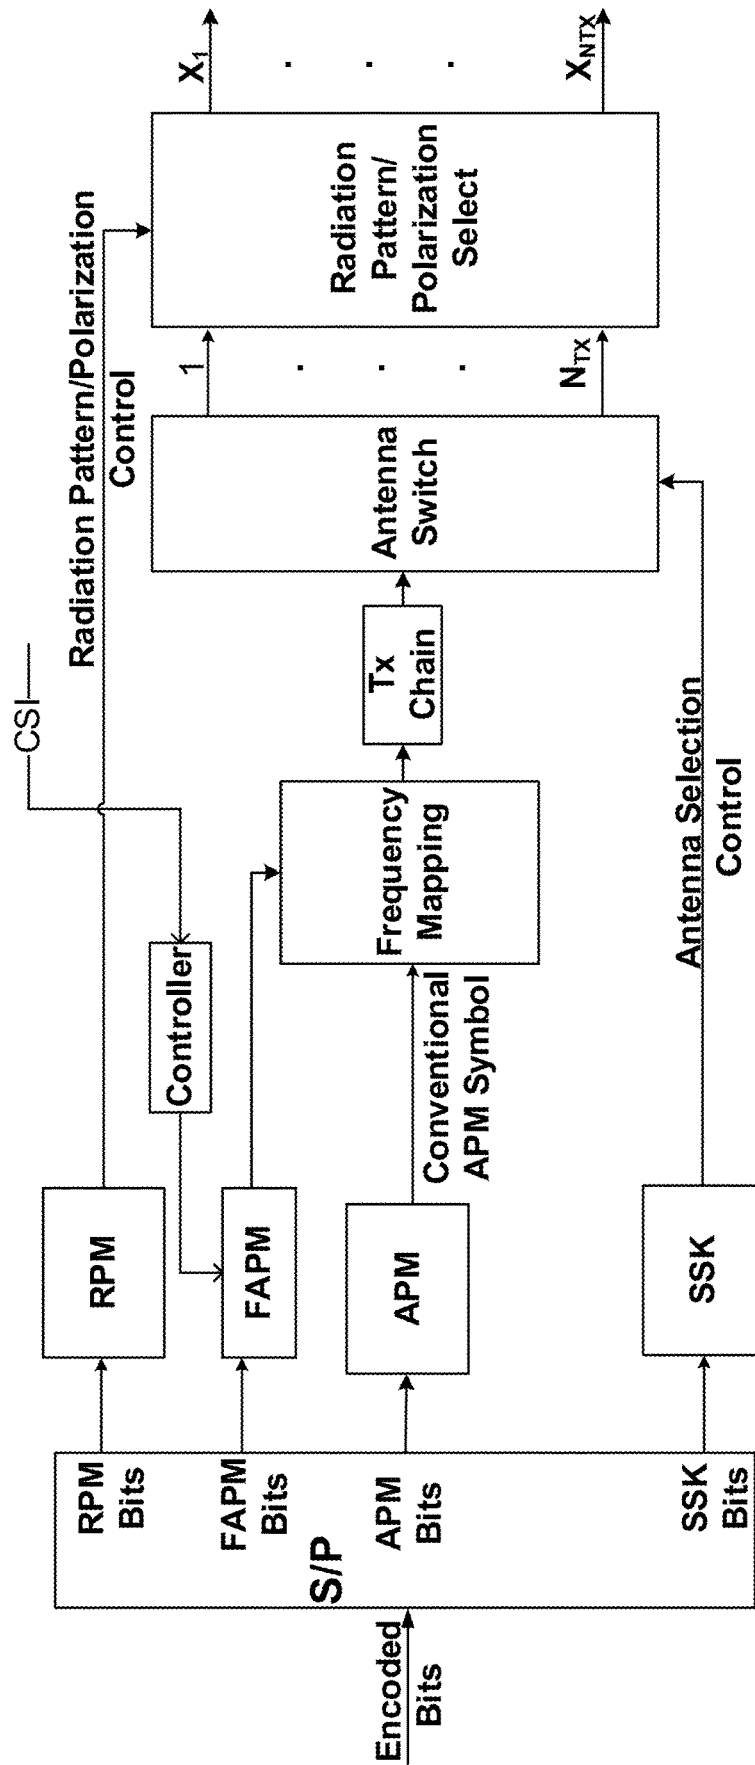 Encoded
Bits
S/P
RPM
Bits
FAPM
Bits
APM
Bits
SSK
Bits
RPM
FAPM
APM
SSK
Controller
CSI
Conventional
APM Symbol
Frequency
Mapping
Tx
Chain
Radiation Pattern/Polarization
Control
Antenna Selection
Control
Antenna
Switch
1
NTX
Radiation
Pattern/
Polarization
Select
X1
XNTX